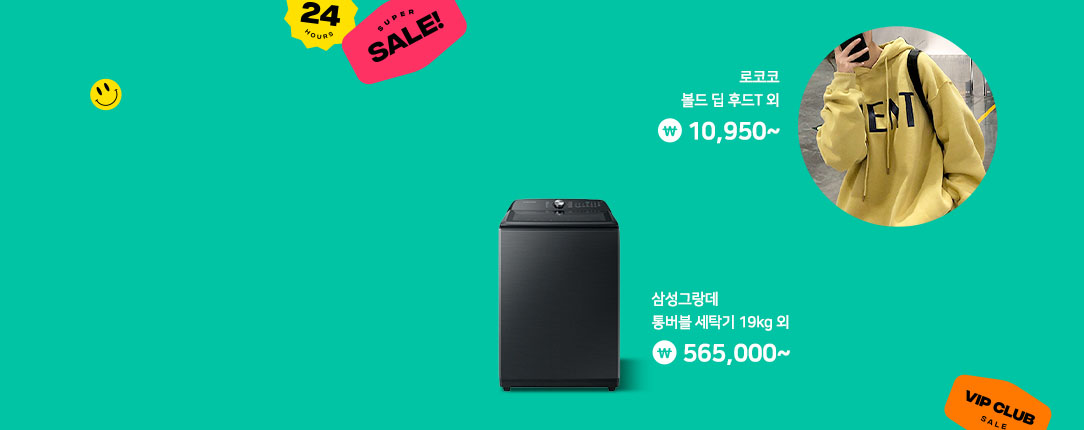 24
HOURS
SUPER
SALE!
로코코
볼드 딥 후드T 외
₩ 10,950~
ENT
삼성그랑데
통버블 세탁기 19kg 외
₩ 565,000~
VIP CLUB
SALE